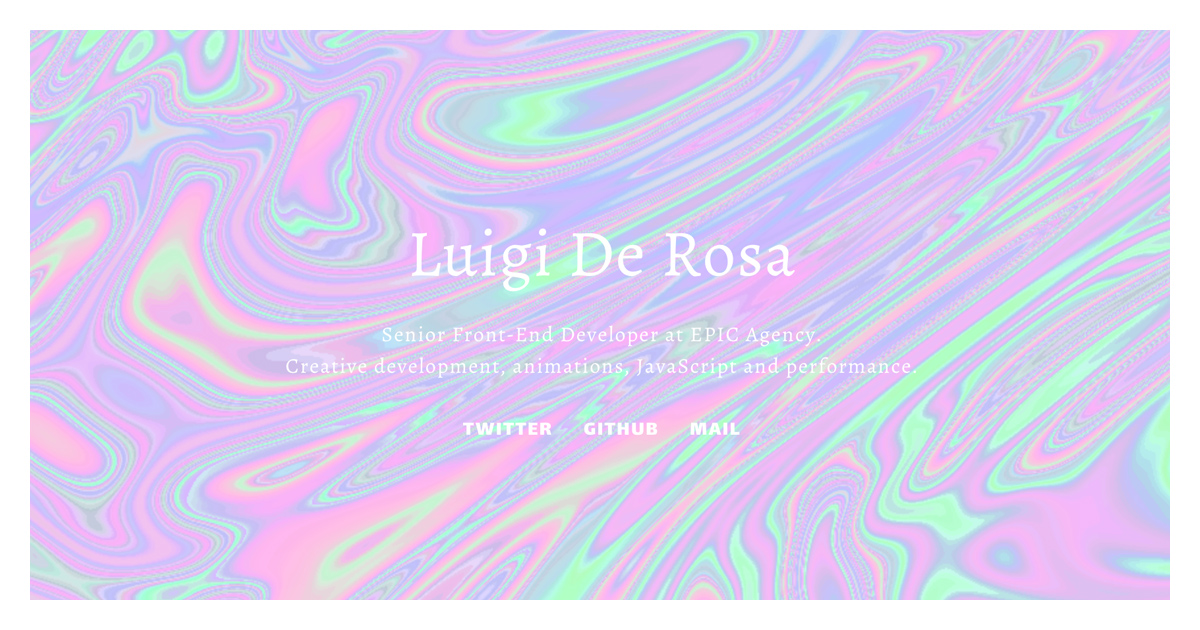 Luigi De Rosa
Senior Front-End Developer at EPIC Agency.
Creative development, animations, JavaScript and performance.
TWITTER GITHUB MAIL